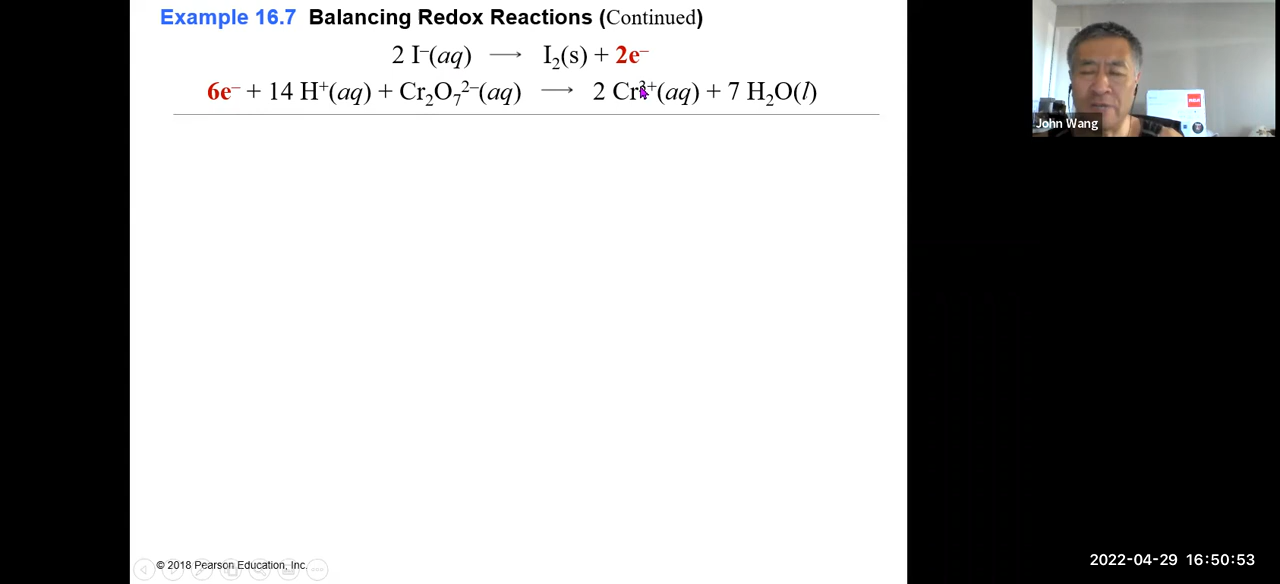 Example 16.7 Balancing Redox Reactions (Continued)
2 I⁻(aq) ⟶ I₂(s) + 2e⁻
6e⁻ + 14 H⁺(aq) + Cr₂O₇²⁻(aq) ⟶ 2 Cr³⁺(aq) + 7 H₂O(l)
RCA
John Wang
© 2018 Pearson Education, Inc.
2022-04-29 16:50:53